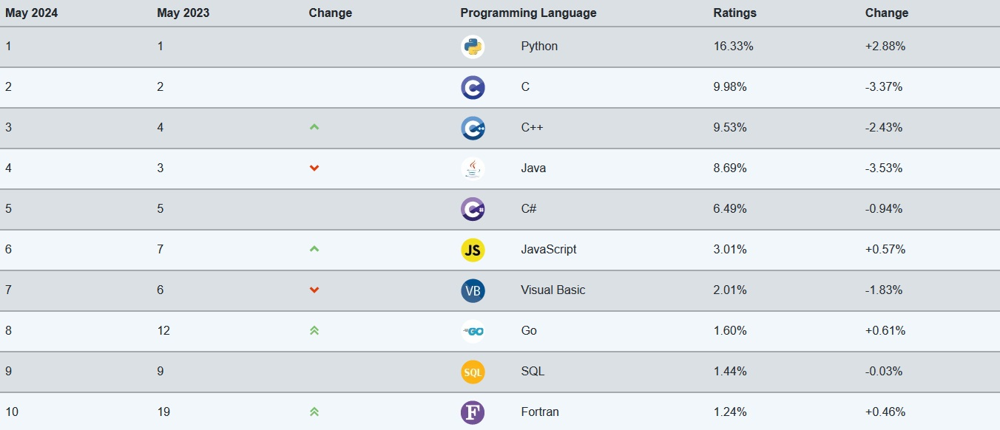 May 2024 May 2023 Change Programming Language Ratings Change
1 1 Python 16.33% +2.88%
2 2 C C 9.98% -3.37%
3 4 C++ C++ 9.53% -2.43%
4 3 Java 8.69% -3.53%
5 5 C# C# 6.49% -0.94%
6 7 JS JavaScript 3.01% +0.57%
7 6 VB Visual Basic 2.01% -1.83%
8 12 GO Go 1.60% +0.61%
9 9 SQL SQL 1.44% -0.03%
10 19 F Fortran 1.24% +0.46%